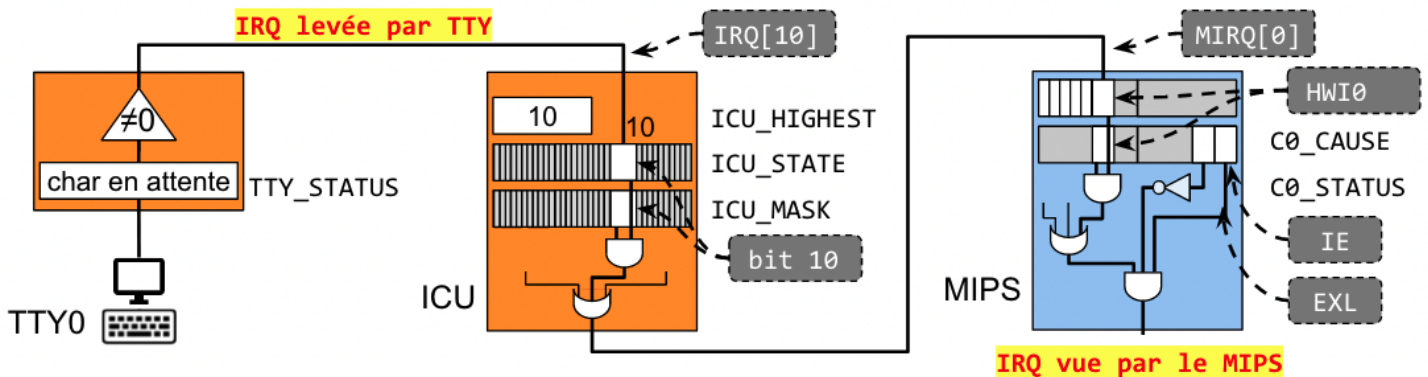 IRQ levée par TTY
IRQ[10]
MIRQ[0]
≠0
10
ICU_HIGHEST
10
HWI0
char en attente
TTY_STATUS
ICU_STATE
C0_CAUSE
ICU_MASK
C0_STATUS
bit 10
IE
TTY0
ICU
MIPS
EXL
IRQ vue par le MIPS